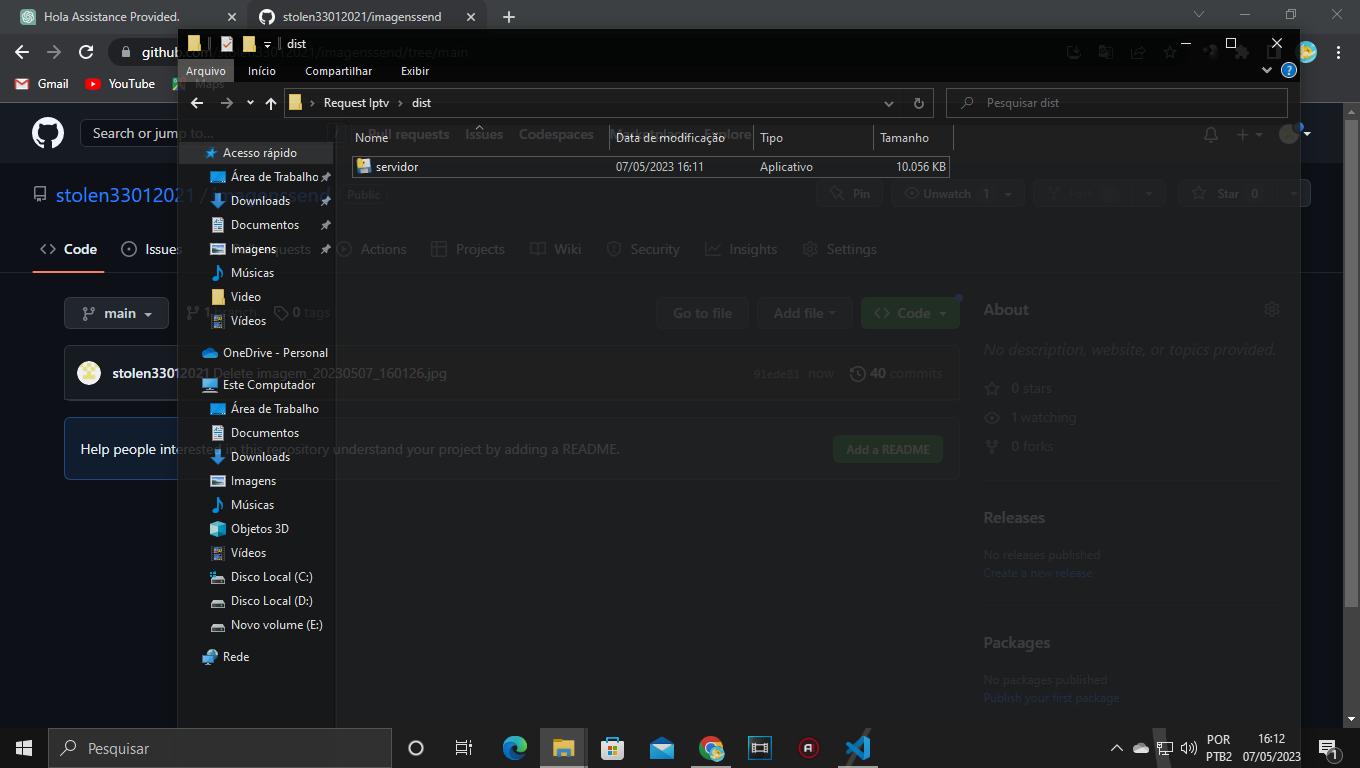 Hola Assistance Provided.
stolen33012021/imagenssend
dist
github.com/stolen33012021/imagenssend/tree/main
Arquivo Início Compartilhar Exibir
Gmail YouTube Maps
Request Iptv dist
Pesquisar dist
Search or jump to...
Pull requests Issues Codespaces Marketplace Explore
Nome Data de modificação Tipo Tamanho
Acesso rápido
servidor 07/05/2023 16:11 Aplicativo 10.056 KB
Área de Trabalho
stolen33012021 / imagenssend Public
Pin Unwatch 1 Fork 0 Star 0
Downloads
Documentos
Code Issues Pull requests Actions Projects Wiki Security Insights Settings
Imagens
Músicas
Video
main 1 branch 0 tags
Go to file Add file Code
About
Vídeos
No description, website, or topics provided.
OneDrive - Personal
stolen33012021 Delete imagem_20230507_160126.jpg
91ede81 now 40 commits
Este Computador
0 stars
Área de Trabalho
1 watching
Documentos
0 forks
Help people interested in this repository understand your project by adding a README.
Add a README
Downloads
Imagens
Músicas
Releases
Objetos 3D
Vídeos
No releases published
Create a new release
Disco Local (C:)
Disco Local (D:)
Novo volume (E:)
Packages
Rede
No packages published
Publish your first package
Pesquisar
POR
PTB2
16:12
07/05/2023
1